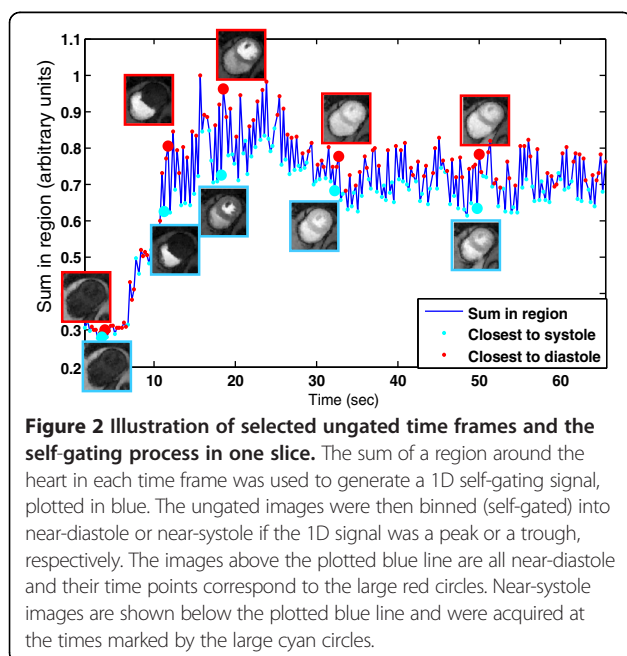 1.1
1
0.9
0.8
0.7
0.6
0.5
0.4
0.3
0.2
Sum in region (arbitrary units)
10 20 30 40 50 60
Time (sec)
Sum in region
Closest to systole
Closest to diastole
Figure 2 Illustration of selected ungated time frames and the
self-gating process in one slice. The sum of a region around the
heart in each time frame was used to generate a 1D self-gating signal,
plotted in blue. The ungated images were then binned (self-gated) into
near-diastole or near-systole if the 1D signal was a peak or a trough,
respectively. The images above the plotted blue line are all near-diastole
and their time points correspond to the large red circles. Near-systole
images are shown below the plotted blue line and were acquired at
the times marked by the large cyan circles.